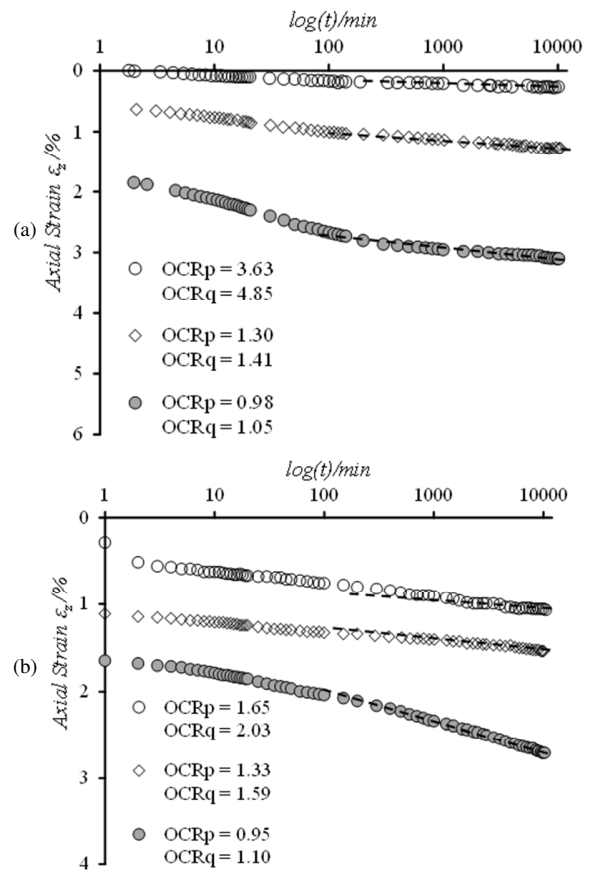 log(t)/min
1 10 100 1000 10000
0
1
2
3
4
5
6
Axial Strain εz/%
(a)
OCRp = 3.63
OCRq = 4.85
OCRp = 1.30
OCRq = 1.41
OCRp = 0.98
OCRq = 1.05
log(t)/min
1 10 100 1000 10000
0
1
2
3
4
Axial Strain εz/%
(b)
OCRp = 1.65
OCRq = 2.03
OCRp = 1.33
OCRq = 1.59
OCRp = 0.95
OCRq = 1.10